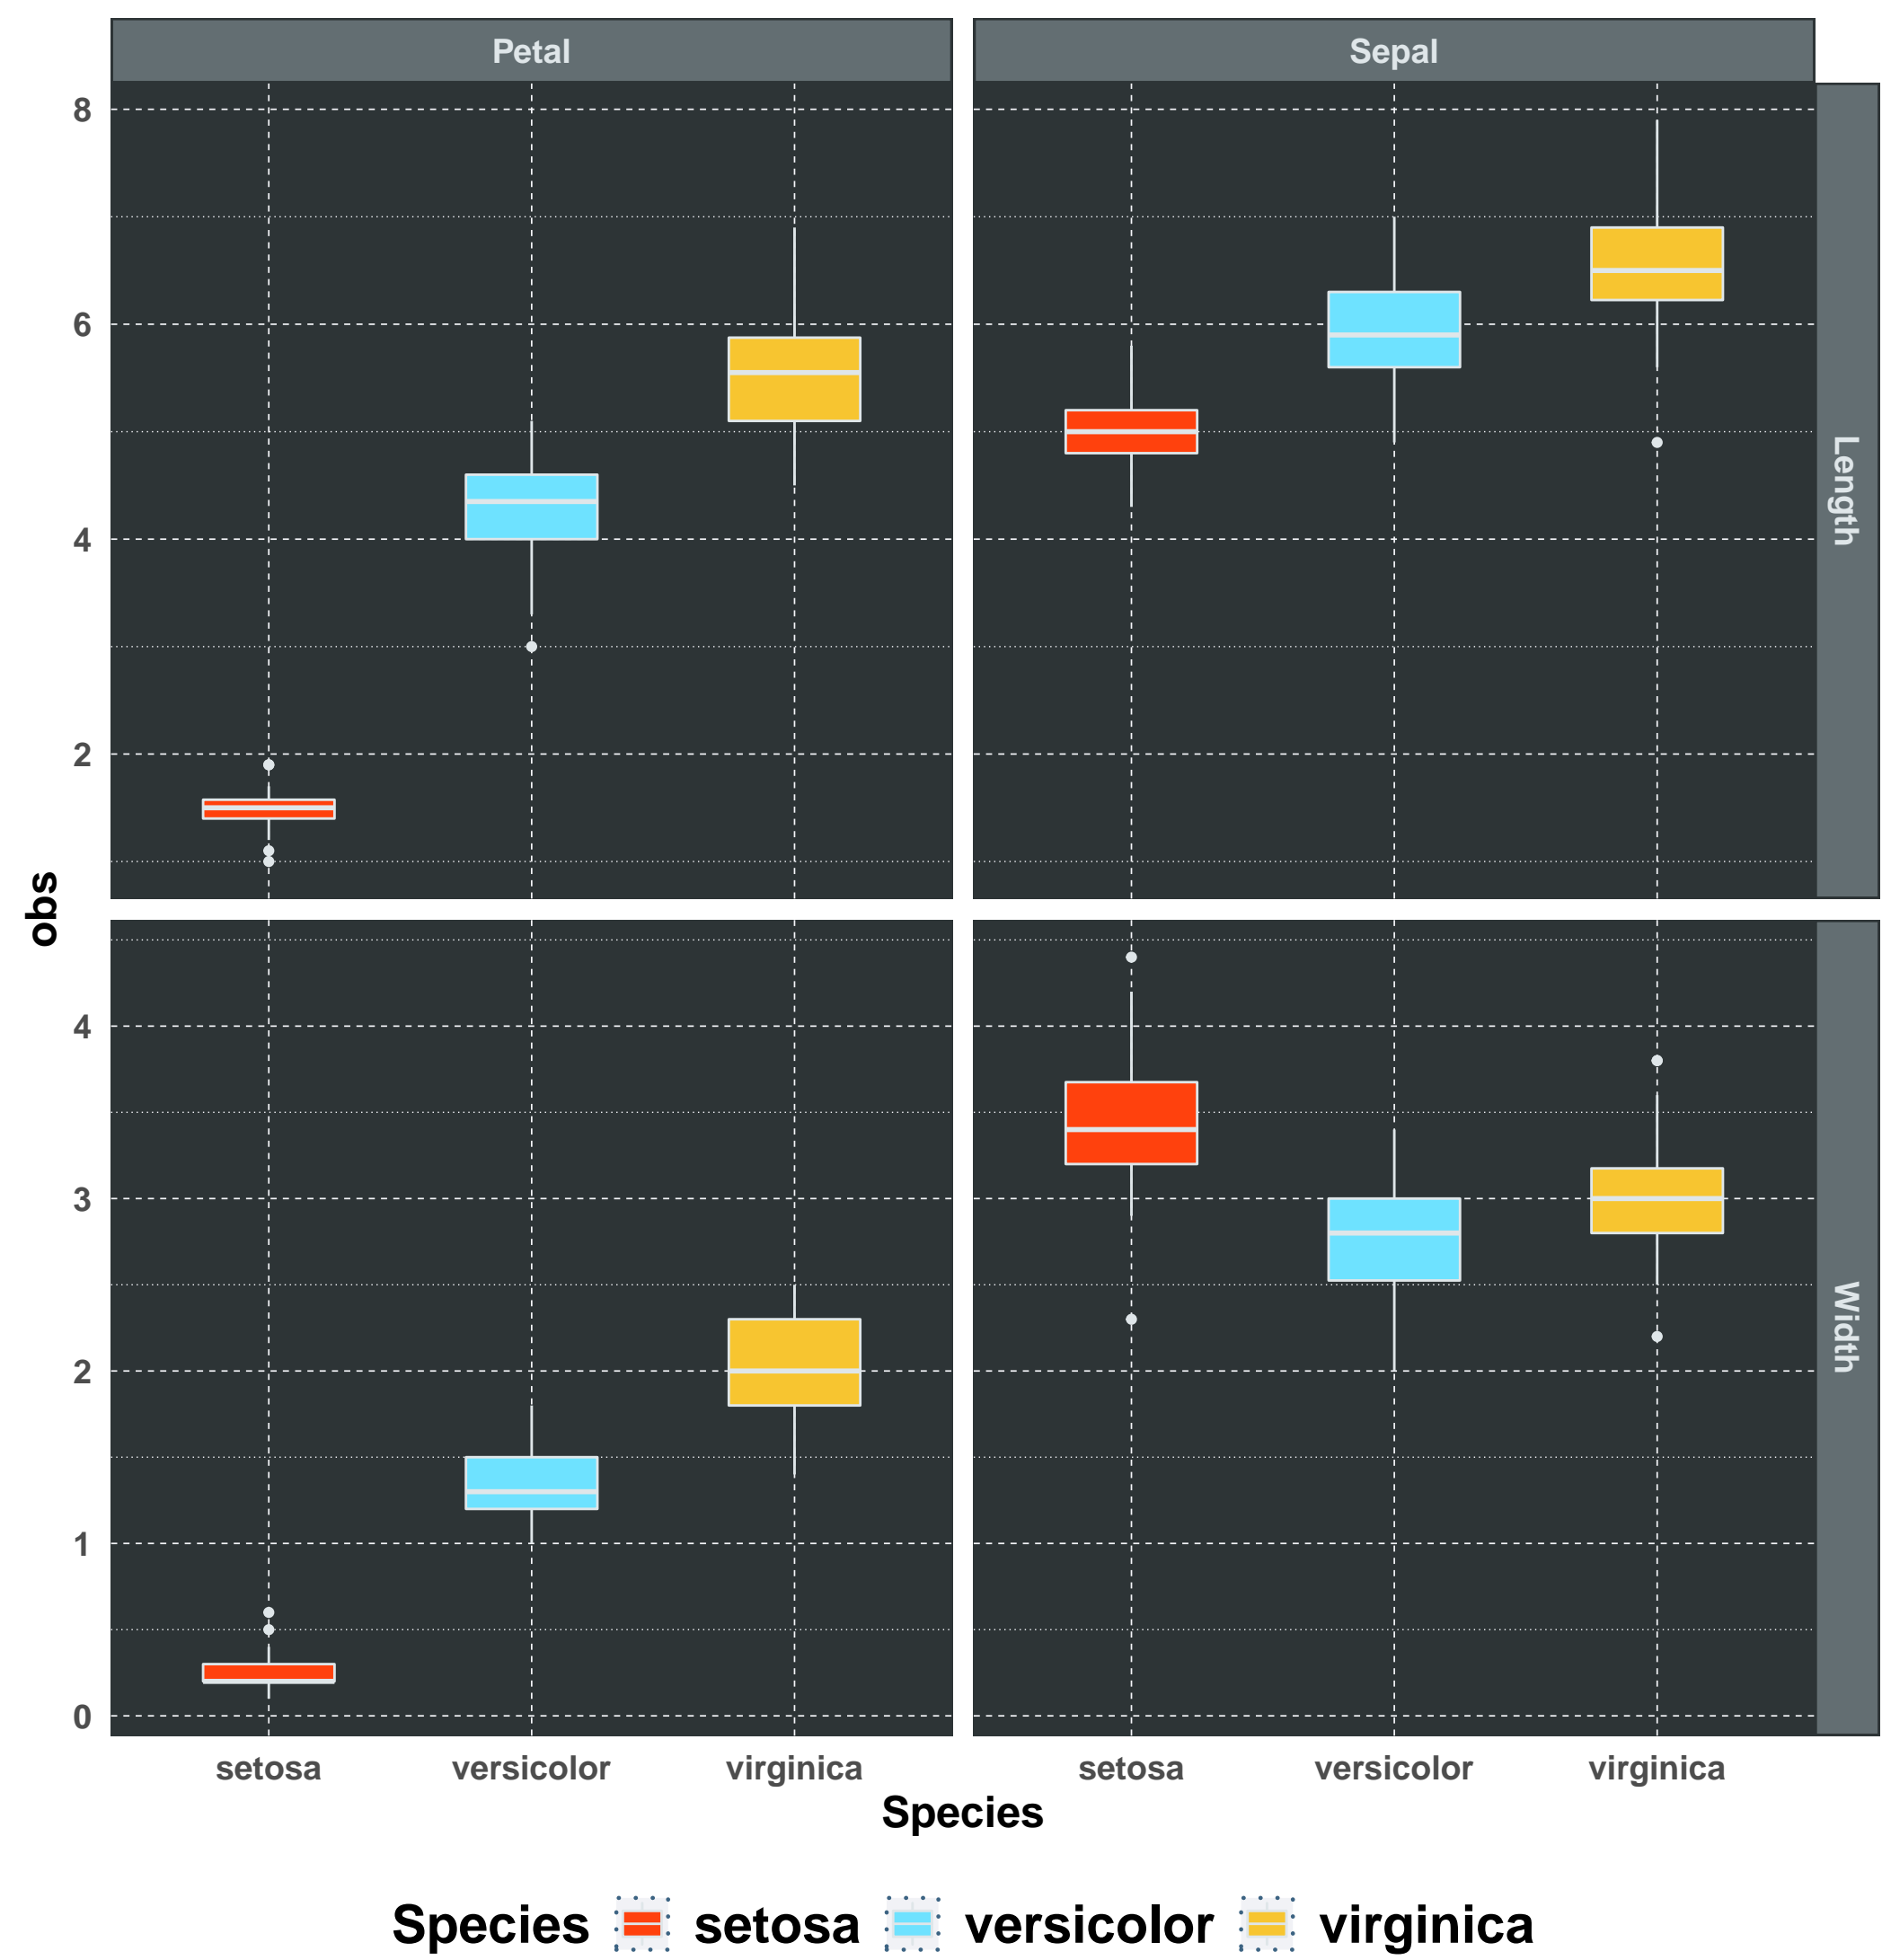 Petal
Sepal
8
6
4
2
Length
obs
4
3
2
1
0
Width
setosa versicolor virginica
setosa versicolor virginica
Species
Species setosa versicolor virginica